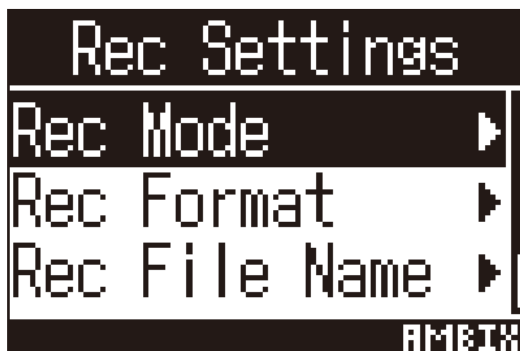 Rec Settings
Rec Mode
Rec Format
Rec File Name
AMBIX